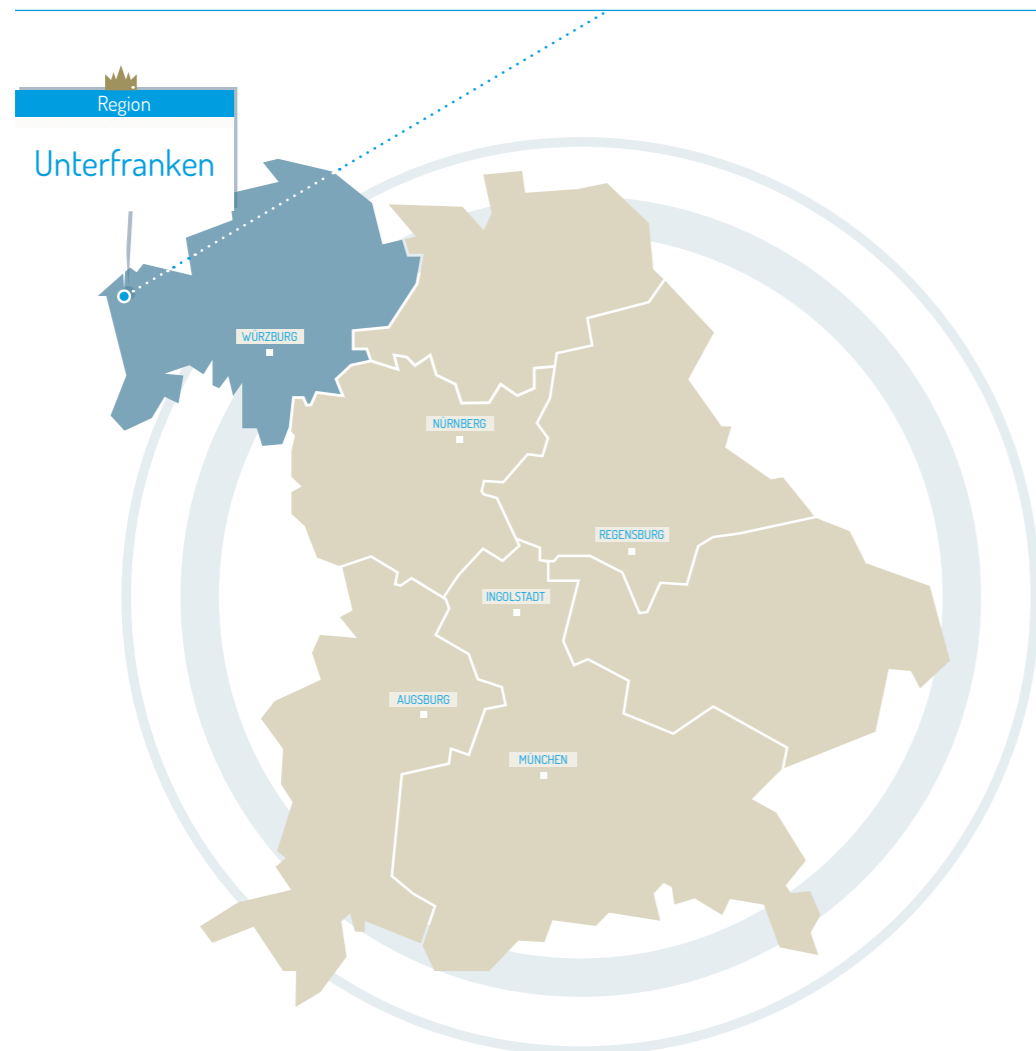 Region
Unterfranken
WÜRZBURG
NÜRNBERG
REGENSBURG
INGOLSTADT
AUGSBURG
MÜNCHEN